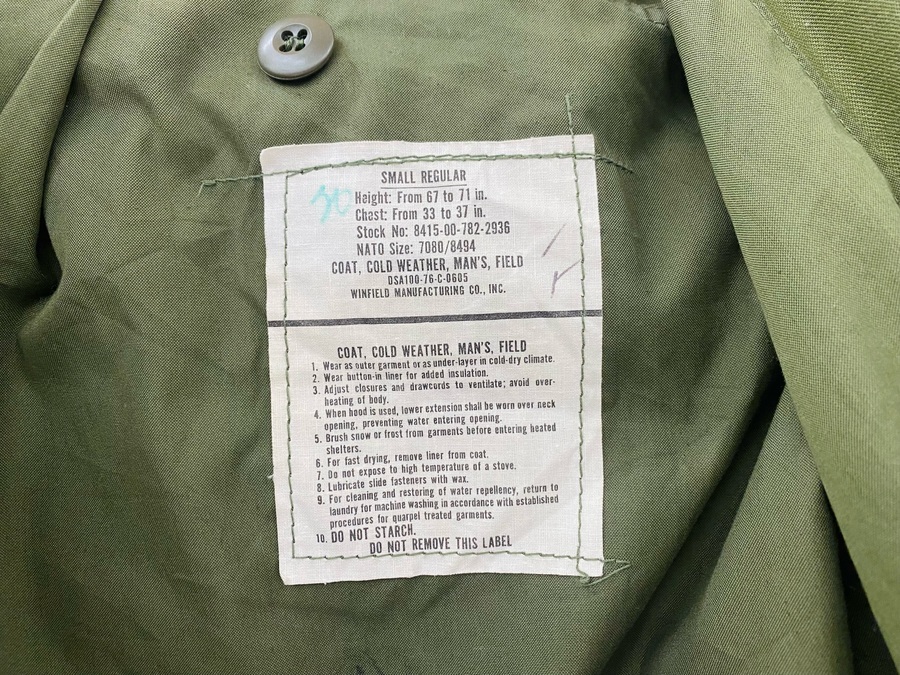 SMALL REGULAR
Height: From 67 to 71 in.
Chast: From 33 to 37 in.
Stock No: 8415-00-782-2936
NATO Size: 7080/8494
COAT, COLD WEATHER, MAN'S, FIELD
DSA100-76-C-0605
WINFIELD MANUFACTURING CO., INC.
COAT, COLD WEATHER, MAN'S, FIELD
1. Wear as outer garment or as under-layer in cold-dry climate.
2. Wear button-in liner for added insulation.
3. Adjust closures and drawcords to ventilate; avoid over-
heating of body.
4. When hood is used, lower extension shall be worn over neck
opening, preventing water entering opening.
5. Brush snow or frost from garments before entering heated
shelters.
6. For fast drying, remove liner from coat.
7. Do not expose to high temperature of a stove.
8. Lubricate slide fasteners with wax.
9. For cleaning and restoring of water repellency, return to
laundry for machine washing in accordance with established
procedures for quarpel treated garments.
10. DO NOT STARCH.
DO NOT REMOVE THIS LABEL